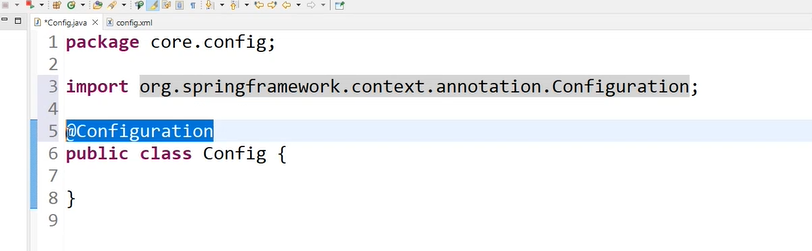 *Config.java
config.xml
1 package core.config;
2
3 import org.springframework.context.annotation.Configuration;
4
5 @Configuration
6 public class Config {
7
8 }
9